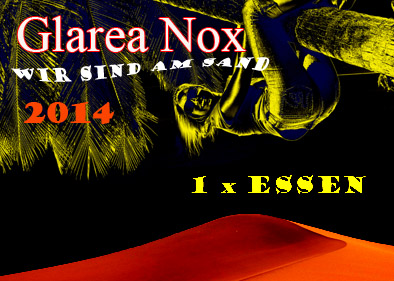 Glarea Nox
WIR SIND AM SAND
2014
1 x ESSEN